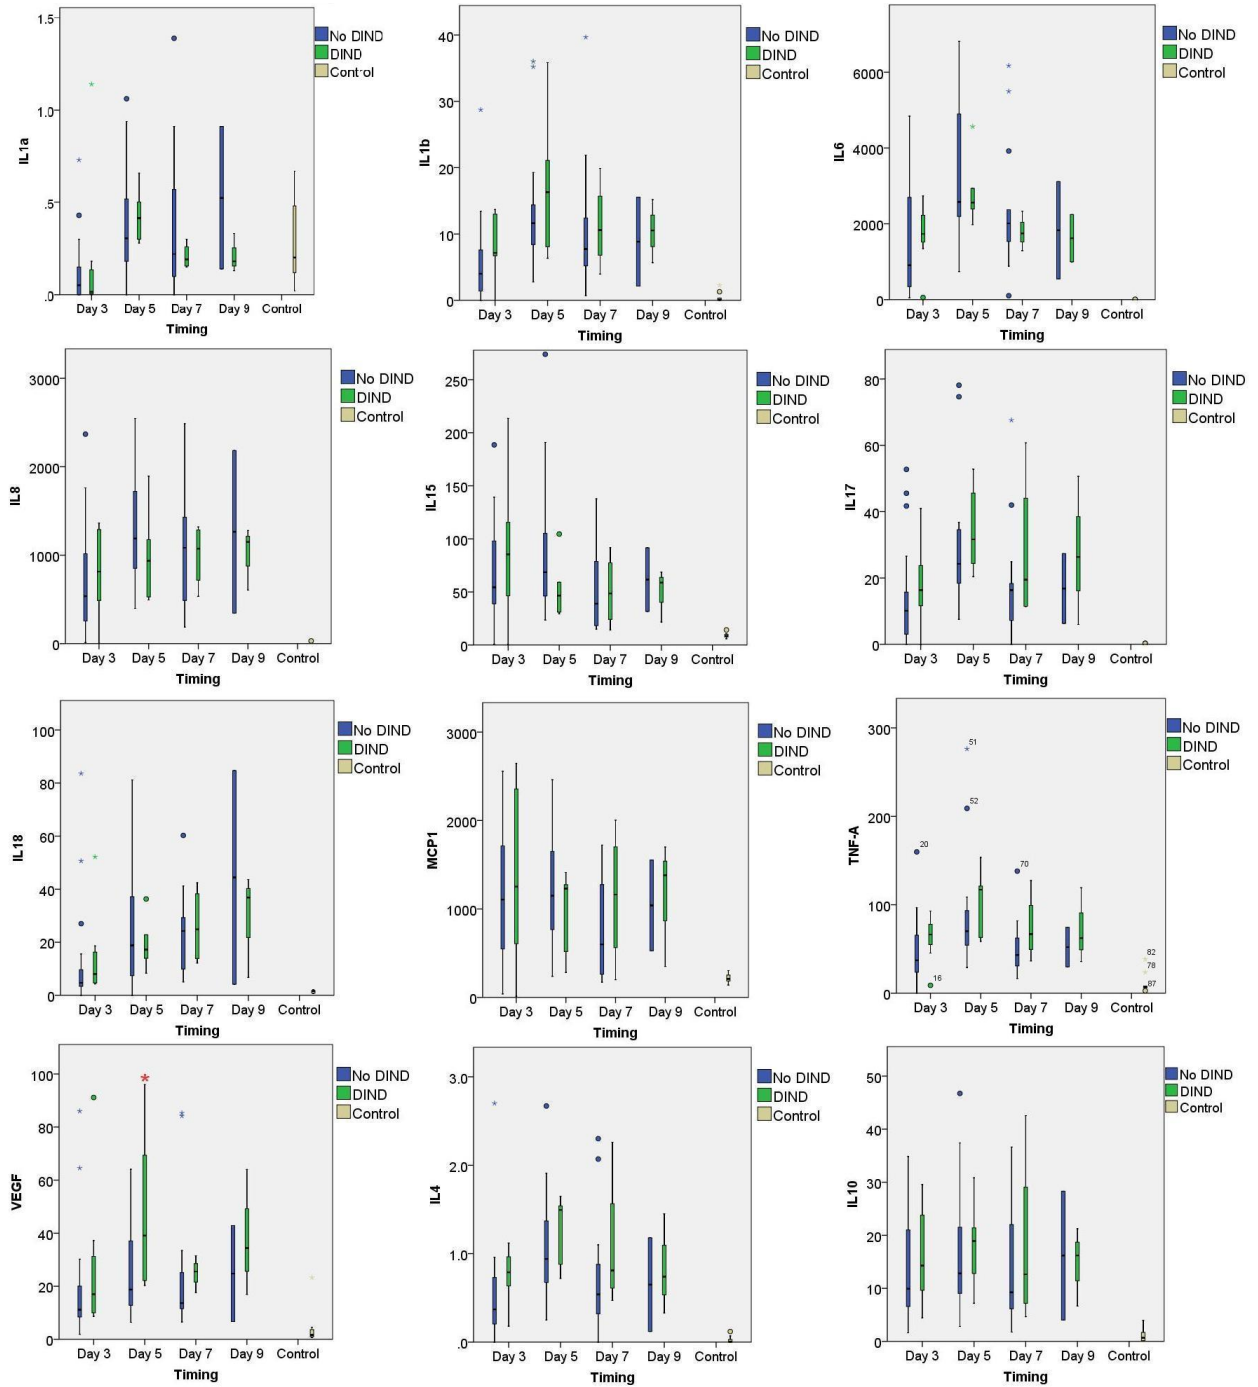 IL1a
1.5
1.0
.5
.0
Day 3 Day 5 Day 7 Day 9 Control
Timing
No DIND
DIND
Control
IL1b
40
30
20
10
0
Day 3 Day 5 Day 7 Day 9 Control
Timing
No DIND
DIND
Control
IL6
6000
4000
2000
0
Day 3 Day 5 Day 7 Day 9 Control
Timing
No DIND
DIND
Control
IL8
3000
2000
1000
0
Day 3 Day 5 Day 7 Day 9 Control
Timing
No DIND
DIND
Control
IL15
250
200
150
100
50
0
Day 3 Day 5 Day 7 Day 9 Control
Timing
No DIND
DIND
Control
IL17
80
60
40
20
0
Day 3 Day 5 Day 7 Day 9 Control
Timing
No DIND
DIND
Control
IL18
100
80
60
40
20
0
Day 3 Day 5 Day 7 Day 9 Control
Timing
No DIND
DIND
Control
MCP1
3000
2000
1000
0
Day 3 Day 5 Day 7 Day 9 Control
Timing
No DIND
DIND
Control
TNF-A
300
200
100
0
51
52
20
70
16
82
78
87
Day 3 Day 5 Day 7 Day 9 Control
Timing
No DIND
DIND
Control
VEGF
100
80
60
40
20
0
*
Day 3 Day 5 Day 7 Day 9 Control
Timing
No DIND
DIND
Control
IL4
3.0
2.0
1.0
.0
Day 3 Day 5 Day 7 Day 9 Control
Timing
No DIND
DIND
Control
IL10
50
40
30
20
10
0
Day 3 Day 5 Day 7 Day 9 Control
Timing
No DIND
DIND
Control